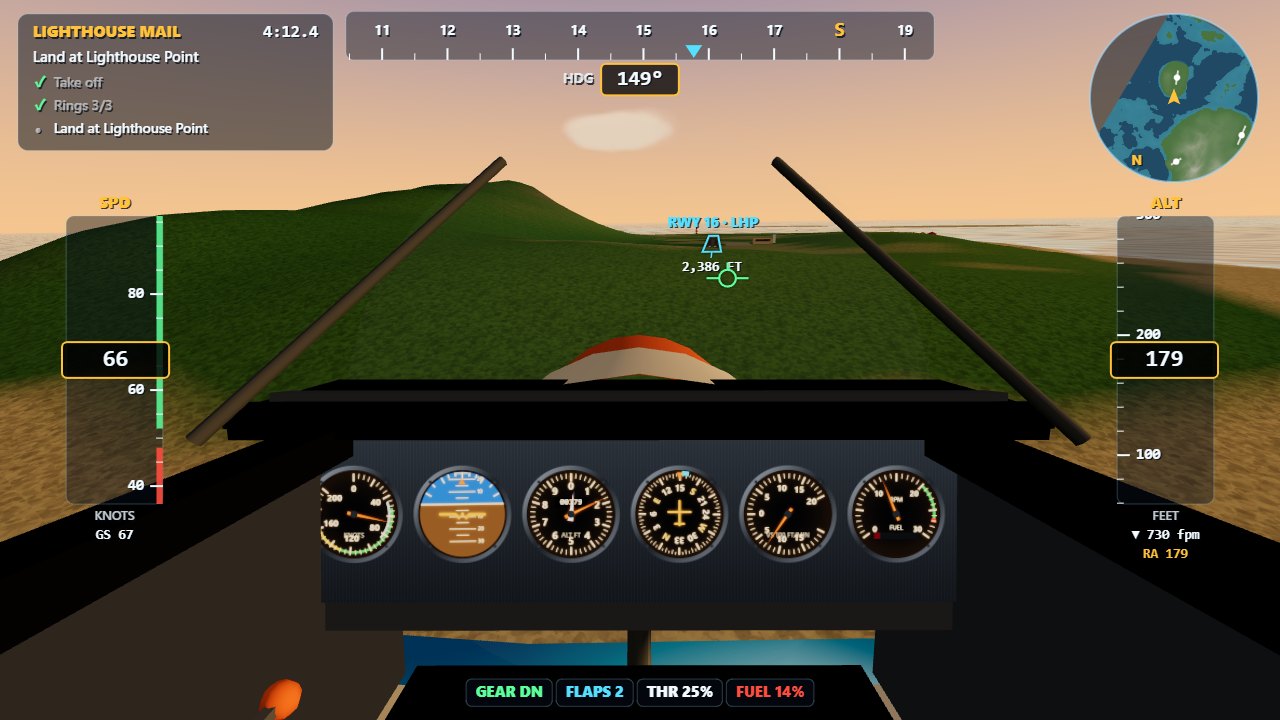 LIGHTHOUSE MAIL 4:12.4
Land at Lighthouse Point
✓ Take off
✓ Rings 3/3
Land at Lighthouse Point
11 12 13 14 15 16 17 S 19
HDG 149°
N
SPD
80
66
60
40
KNOTS
GS 67
RWY 16 · LHP
2,386 FT
ALT
200
179
100
FEET
▼ 730 fpm
RA 179
GEAR DN FLAPS 2 THR 25% FUEL 14%